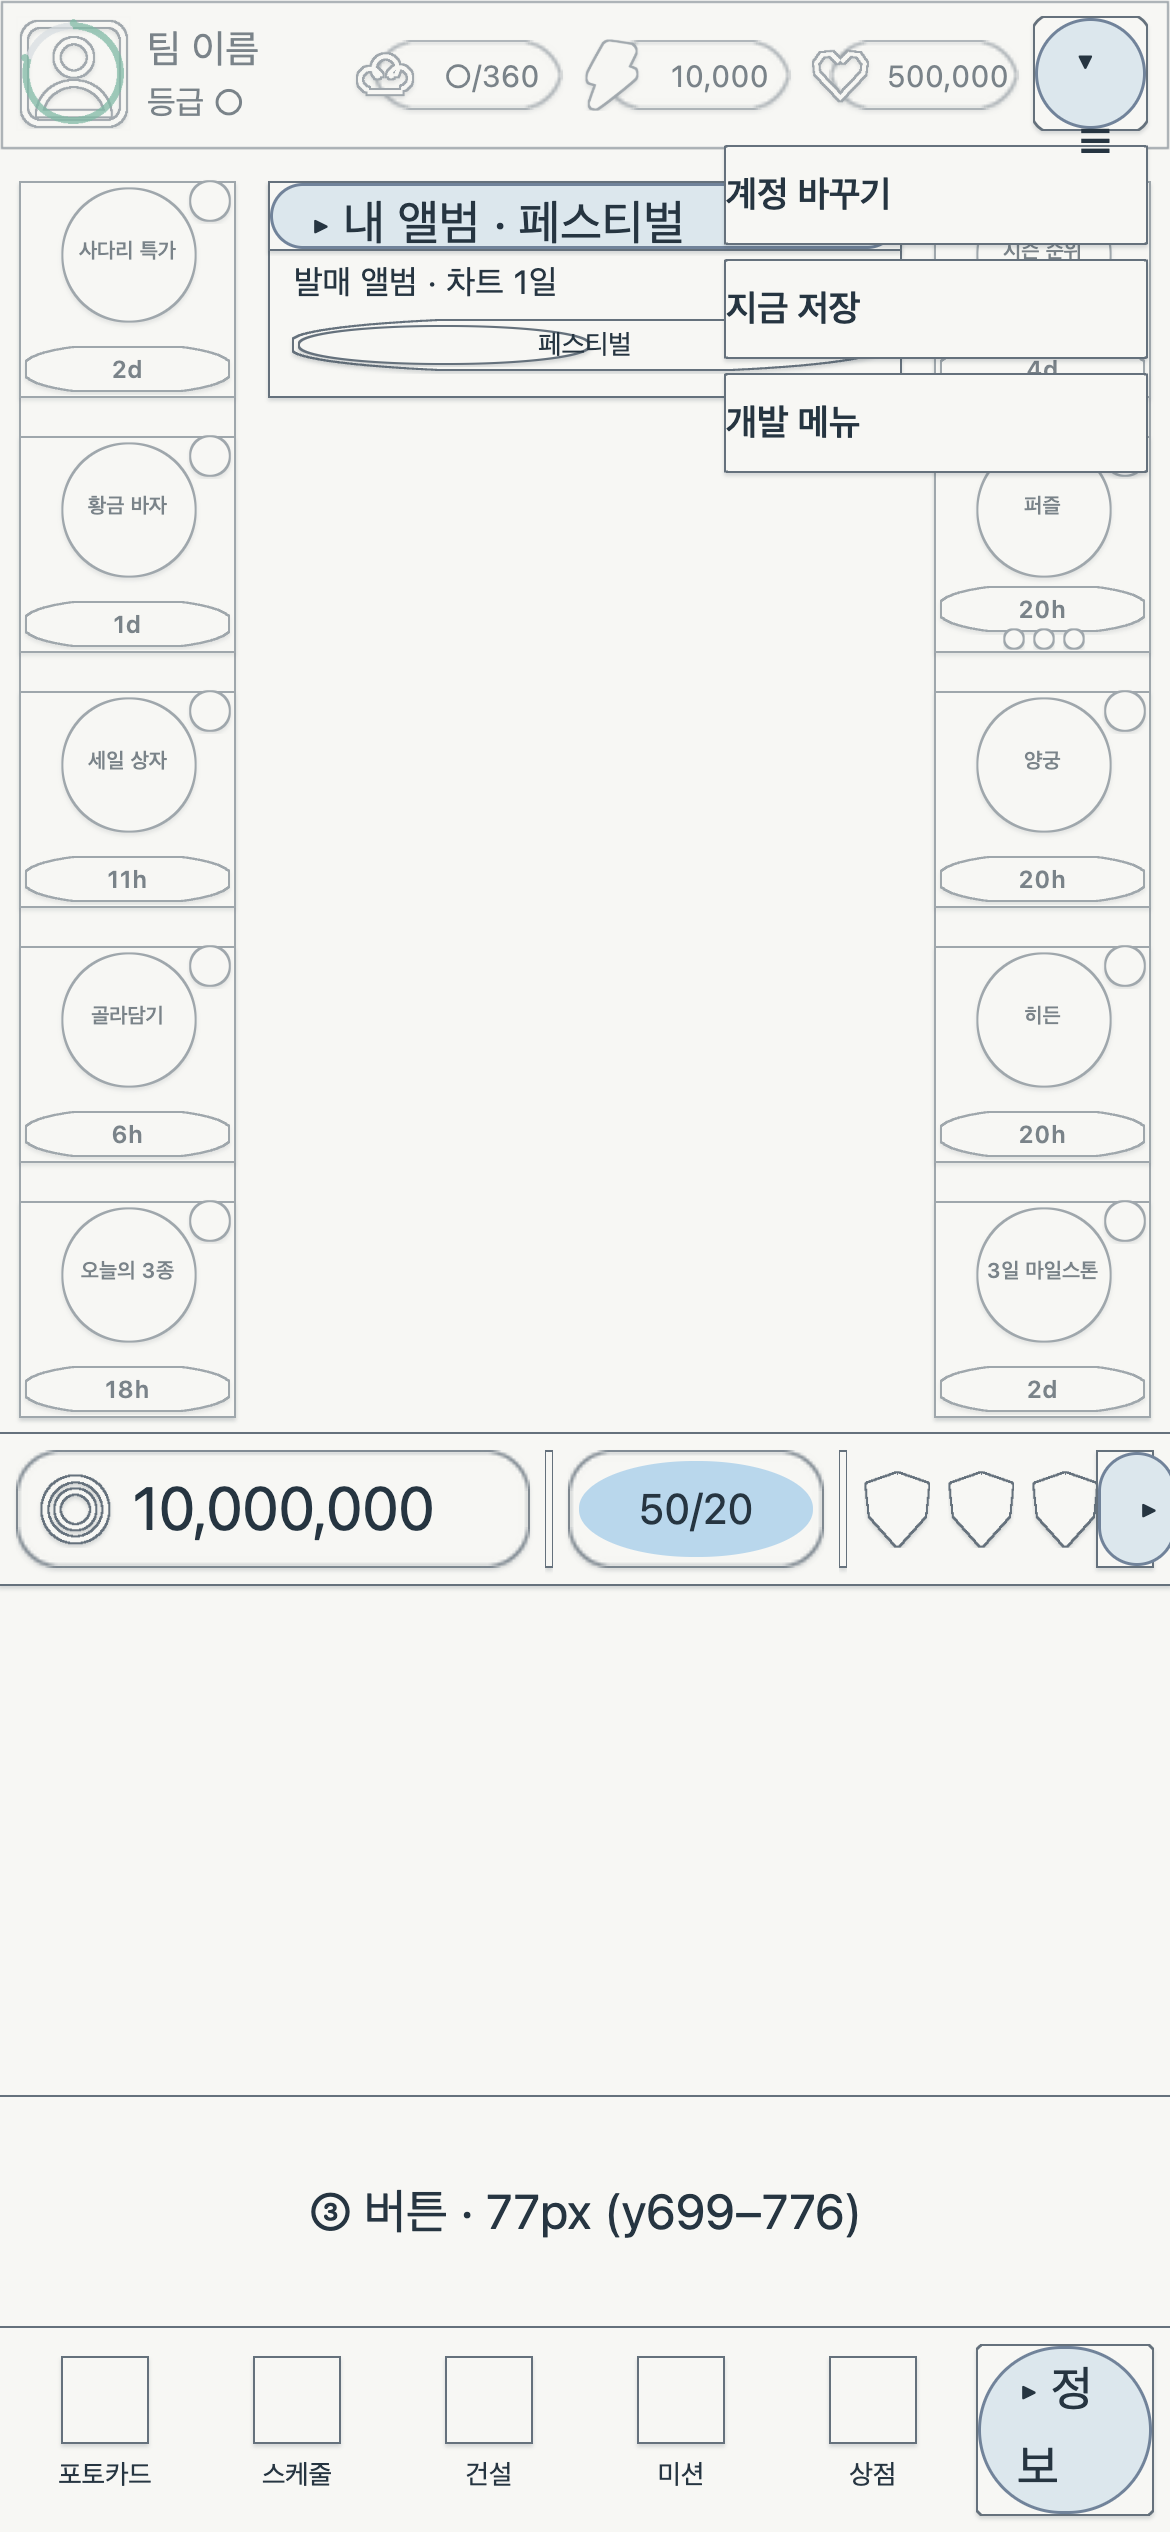 팀 이름
등급 ○
○/360
10,000
500,000
▼
≡
계정 바꾸기
지금 저장
개발 메뉴
▸ 내 앨범 · 페스티벌
발매 앨범 · 차트 1일
페스티벌
사다리 특가
2d
황금 바자
1d
세일 상자
11h
골라담기
6h
오늘의 3종
18h
시즌 순위
4d
퍼즐
20h
양궁
20h
히든
20h
3일 마일스톤
2d
10,000,000
50/20
▸
③ 버튼 · 77px (y699–776)
포토카드
스케줄
건설
미션
상점
▸ 정
보